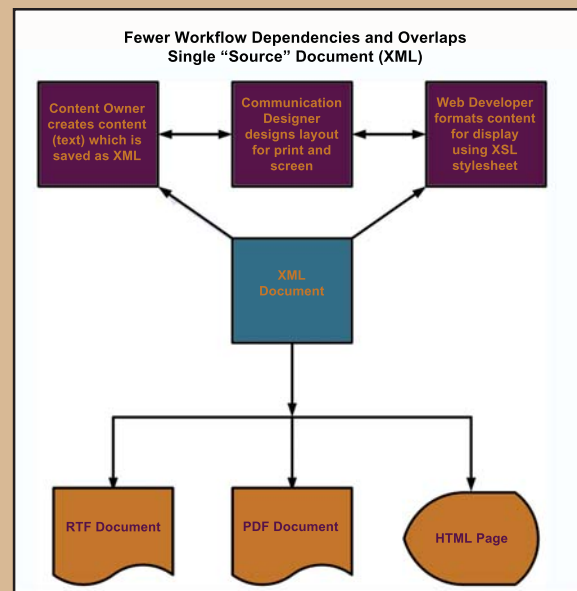 Fewer Workflow Dependencies and Overlaps
Single “Source” Document (XML)
Content Owner
creates content
(text) which is
saved as XML
Communication
Designer
designs layout
for print and
screen
Web Developer
formats content
for display
using XSL
stylesheet
XML
Document
RTF Document
PDF Document
HTML Page